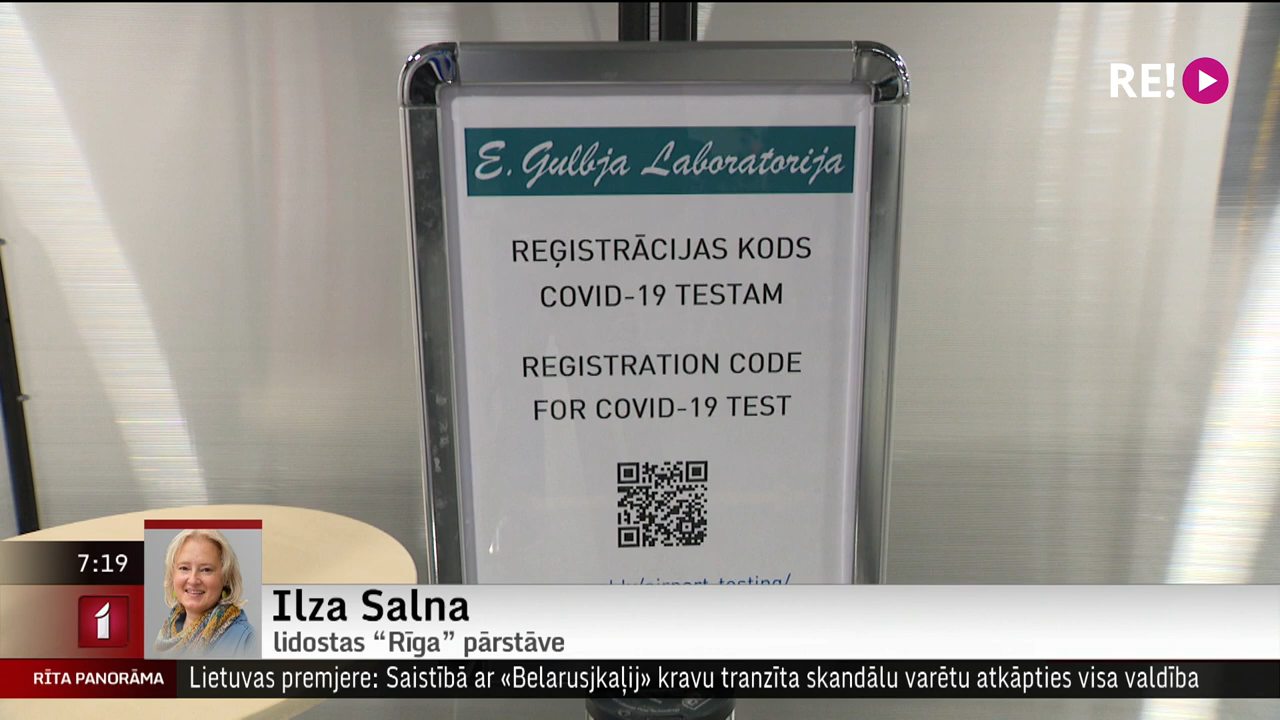 RE!
E. Gulbja Laboratorija
REĢISTRĀCIJAS KODS
COVID-19 TESTAM
REGISTRATION CODE
FOR COVID-19 TEST
7:19
1
Ilza Salna
lidostas “Rīga” pārstāve
RĪTA PANORĀMA
Lietuvas premjere: Saistībā ar «Belarusjkaļij» kravu tranzīta skandālu varētu atkāpties visa valdība